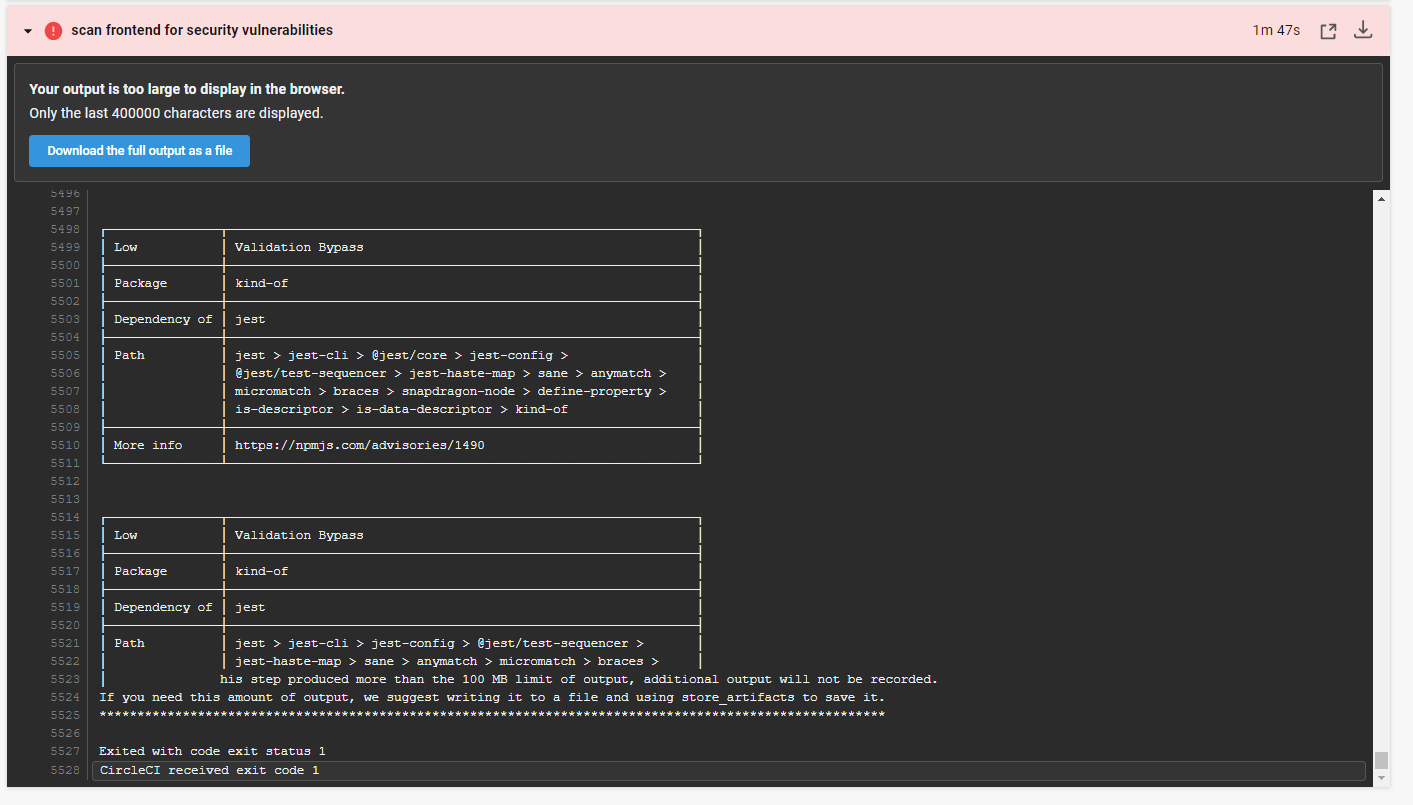 scan frontend for security vulnerabilities
1m 47s
Your output is too large to display in the browser.
Only the last 400000 characters are displayed.
Download the full output as a file
5496
5497
5498
5499 Low Validation Bypass
5500
5501 Package kind-of
5502
5503 Dependency of jest
5504
5505 Path jest > jest-cli > @jest/core > jest-config >
5506 @jest/test-sequencer > jest-haste-map > sane > anymatch >
5507 micromatch > braces > snapdragon-node > define-property >
5508 is-descriptor > is-data-descriptor > kind-of
5509
5510 More info https://npmjs.com/advisories/1490
5511
5512
5513
5514
5515 Low Validation Bypass
5516
5517 Package kind-of
5518
5519 Dependency of jest
5520
5521 Path jest > jest-cli > jest-config > @jest/test-sequencer >
5522 jest-haste-map > sane > anymatch > micromatch > braces >
5523 his step produced more than the 100 MB limit of output, additional output will not be recorded.
5524 If you need this amount of output, we suggest writing it to a file and using store_artifacts to save it.
5525 ********************************************************************************************************
5526
5527 Exited with code exit status 1
5528 CircleCI received exit code 1